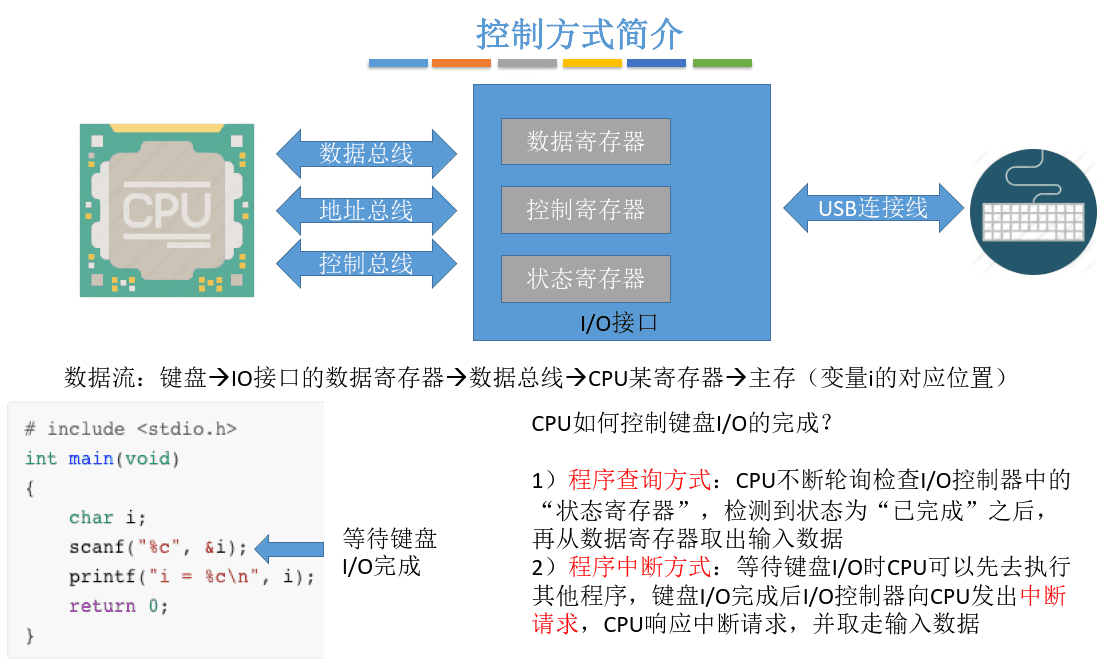 控制方式简介
CPU
数据总线
地址总线
控制总线
数据寄存器
控制寄存器
状态寄存器
I/O接口
USB连接线
数据流：键盘→IO接口的数据寄存器→数据总线→CPU某寄存器→主存（变量i的对应位置）
# include <stdio.h>
int main(void)
{
char i;
scanf("%c", &i);
printf("i = %c\n", i);
return 0;
}
等待键盘
I/O完成
CPU如何控制键盘I/O的完成？
1）程序查询方式：CPU不断轮询检查I/O控制器中的
“状态寄存器”，检测到状态为“已完成”之后，
再从数据寄存器取出输入数据
2）程序中断方式：等待键盘I/O时CPU可以先去执行
其他程序，键盘I/O完成后I/O控制器向CPU发出中断
请求，CPU响应中断请求，并取走输入数据